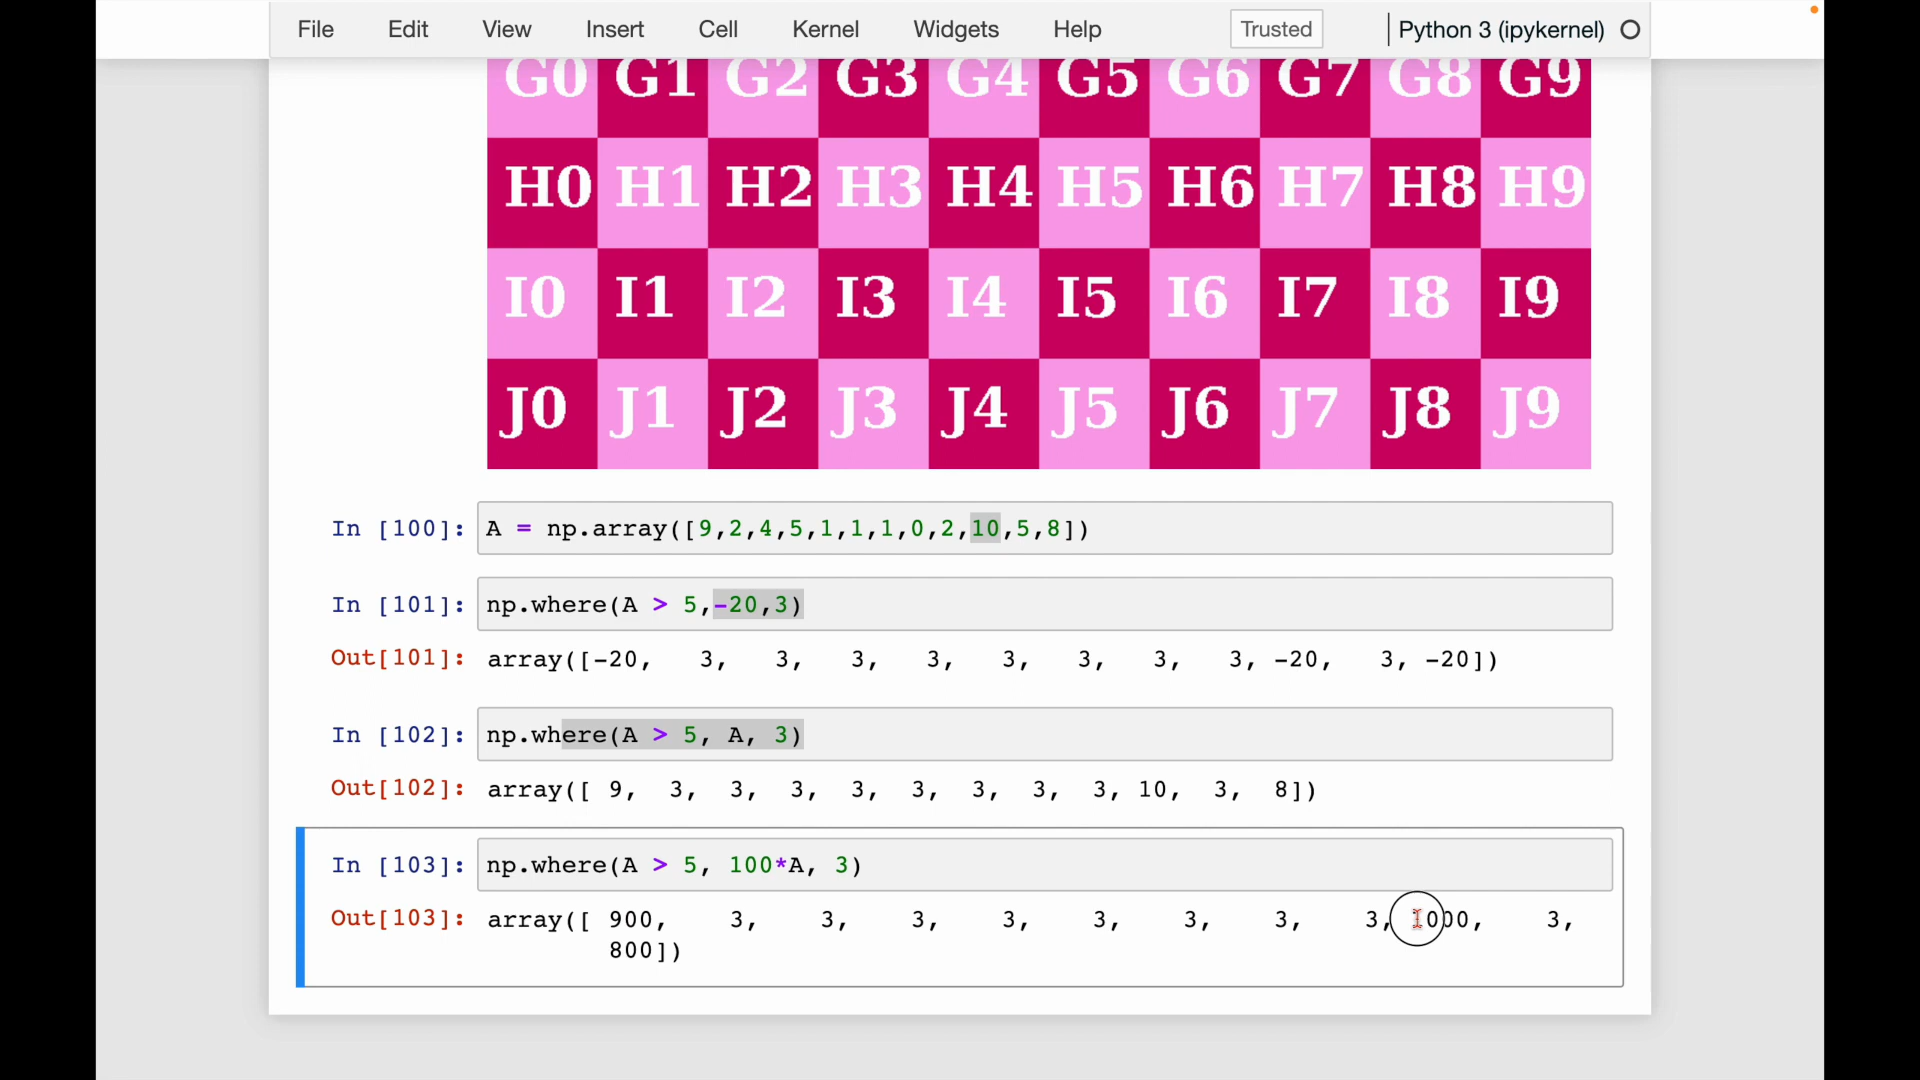 File Edit View Insert Cell Kernel Widgets Help Trusted Python 3 (ipykernel)
G0 G1 G2 G3 G4 G5 G6 G7 G8 G9
H0 H1 H2 H3 H4 H5 H6 H7 H8 H9
I0 I1 I2 I3 I4 I5 I6 I7 I8 I9
J0 J1 J2 J3 J4 J5 J6 J7 J8 J9
In [100]: A = np.array([9,2,4,5,1,1,1,0,2,10,5,8])
In [101]: np.where(A > 5,-20,3)
Out[101]: array([-20, 3, 3, 3, 3, 3, 3, 3, 3, -20, 3, -20])
In [102]: np.where(A > 5, A, 3)
Out[102]: array([ 9, 3, 3, 3, 3, 3, 3, 3, 3, 10, 3, 8])
In [103]: np.where(A > 5, 100*A, 3)
Out[103]: array([ 900, 3, 3, 3, 3, 3, 3, 3, 3, 1000, 3,
800])